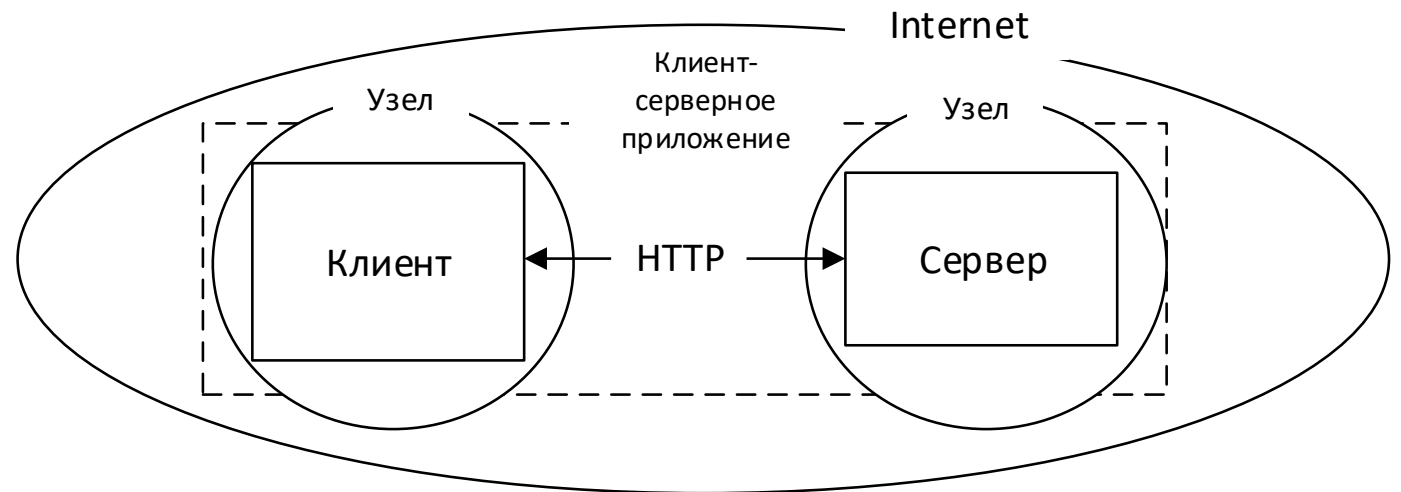 Internet
Клиент-
серверное
приложение
Узел
Узел
Клиент
HTTP
Сервер